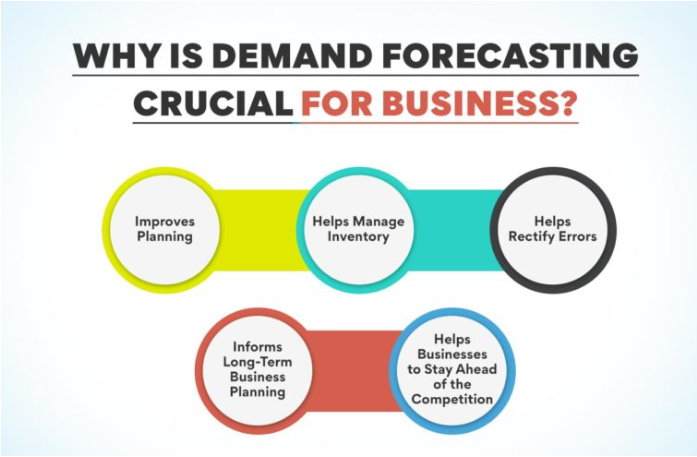 WHY IS DEMAND FORECASTING
CRUCIAL FOR BUSINESS?
Improves
Planning
Helps Manage
Inventory
Helps
Rectify Errors
Informs
Long-Term
Business
Planning
Helps
Businesses
to Stay Ahead
of the
Competition